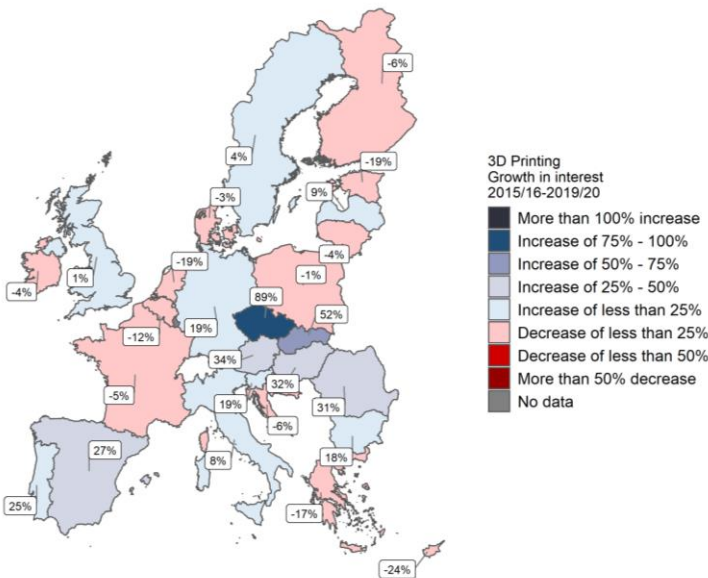 -6%
4%
-19%
-3%
9%
-4%
-19%
-1%
-4%
1%
89%
52%
-12%
19%
34%
-5%
32%
31%
19%
-6%
27%
18%
8%
25%
-17%
-24%
3D Printing
Growth in interest
2015/16-2019/20
More than 100% increase
Increase of 75% - 100%
Increase of 50% - 75%
Increase of 25% - 50%
Increase of less than 25%
Decrease of less than 25%
Decrease of less than 50%
More than 50% decrease
No data